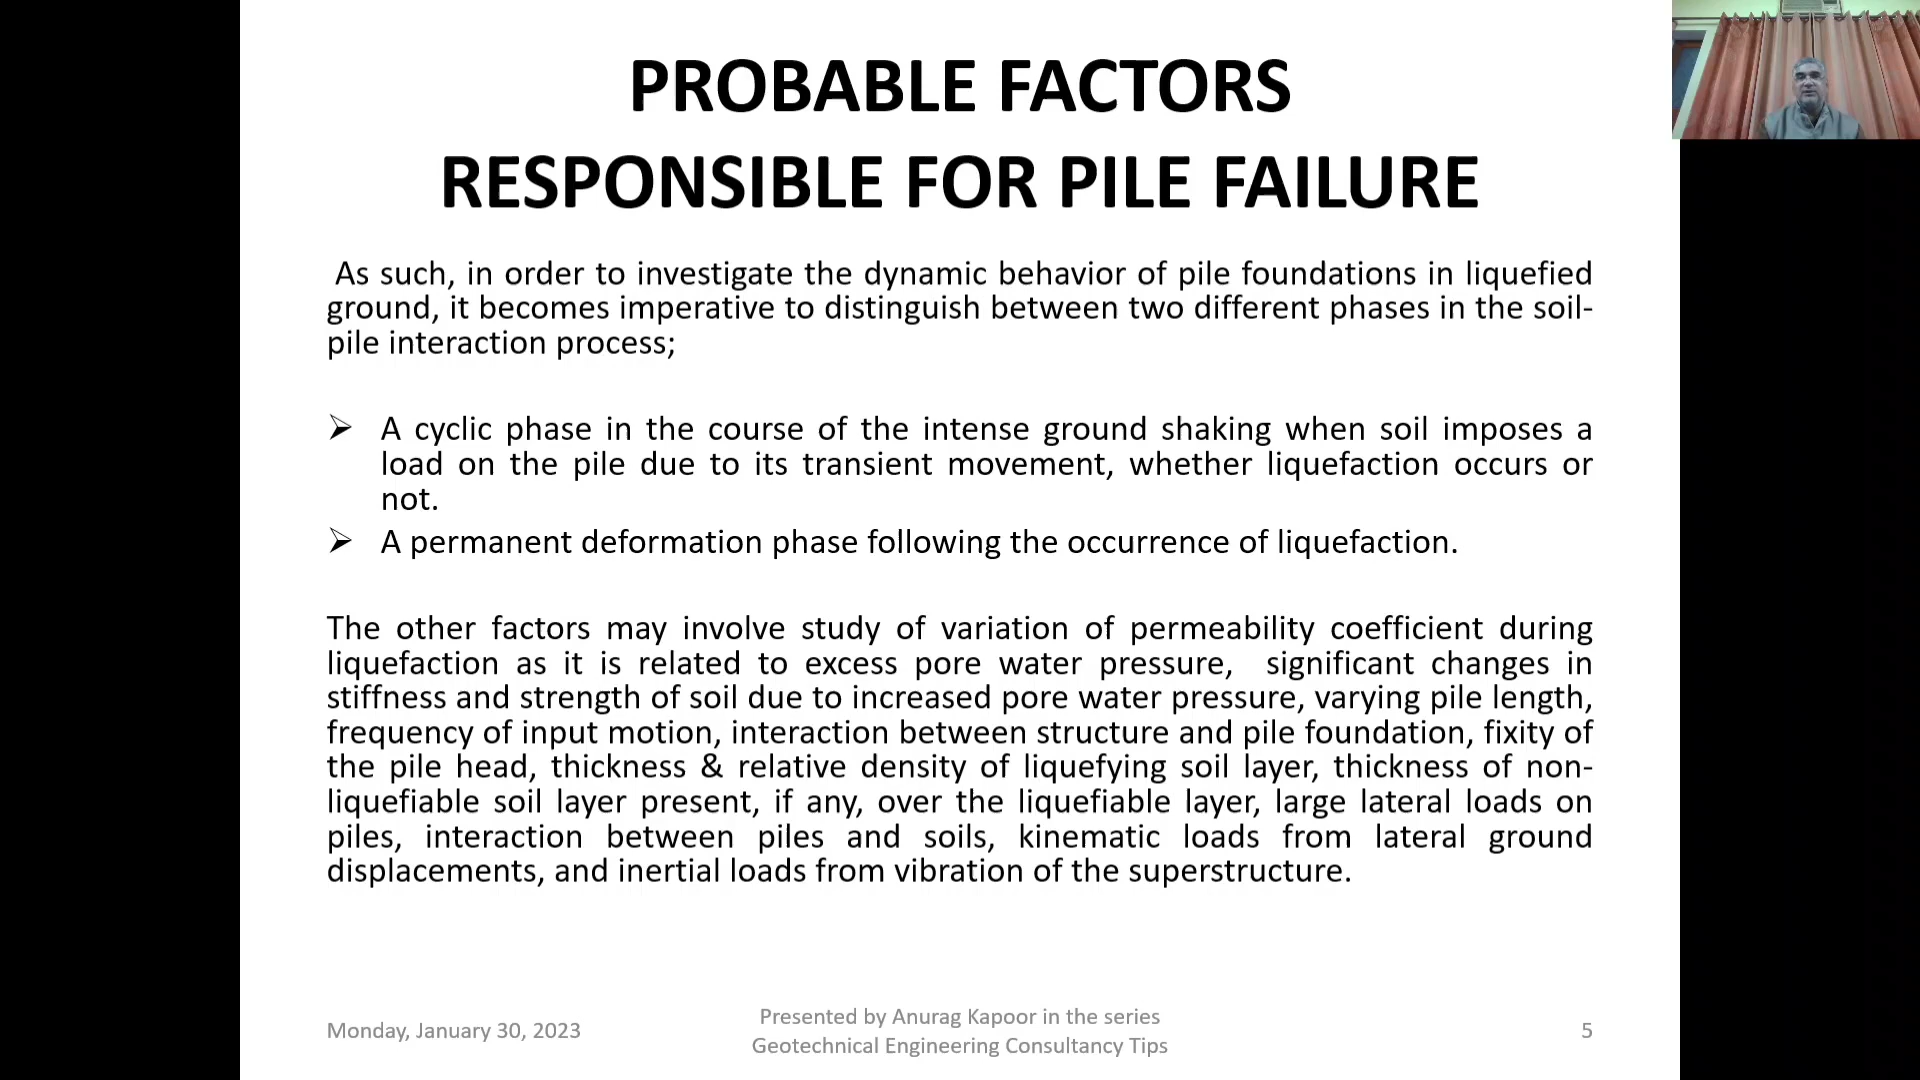 PROBABLE FACTORS
RESPONSIBLE FOR PILE FAILURE
As such, in order to investigate the dynamic behavior of pile foundations in liquefied
ground, it becomes imperative to distinguish between two different phases in the soil-
pile interaction process;
➢ A cyclic phase in the course of the intense ground shaking when soil imposes a
load on the pile due to its transient movement, whether liquefaction occurs or
not.
➢ A permanent deformation phase following the occurrence of liquefaction.
The other factors may involve study of variation of permeability coefficient during
liquefaction as it is related to excess pore water pressure, significant changes in
stiffness and strength of soil due to increased pore water pressure, varying pile length,
frequency of input motion, interaction between structure and pile foundation, fixity of
the pile head, thickness & relative density of liquefying soil layer, thickness of non-
liquefiable soil layer present, if any, over the liquefiable layer, large lateral loads on
piles, interaction between piles and soils, kinematic loads from lateral ground
displacements, and inertial loads from vibration of the superstructure.
Monday, January 30, 2023
Presented by Anurag Kapoor in the series
Geotechnical Engineering Consultancy Tips
5